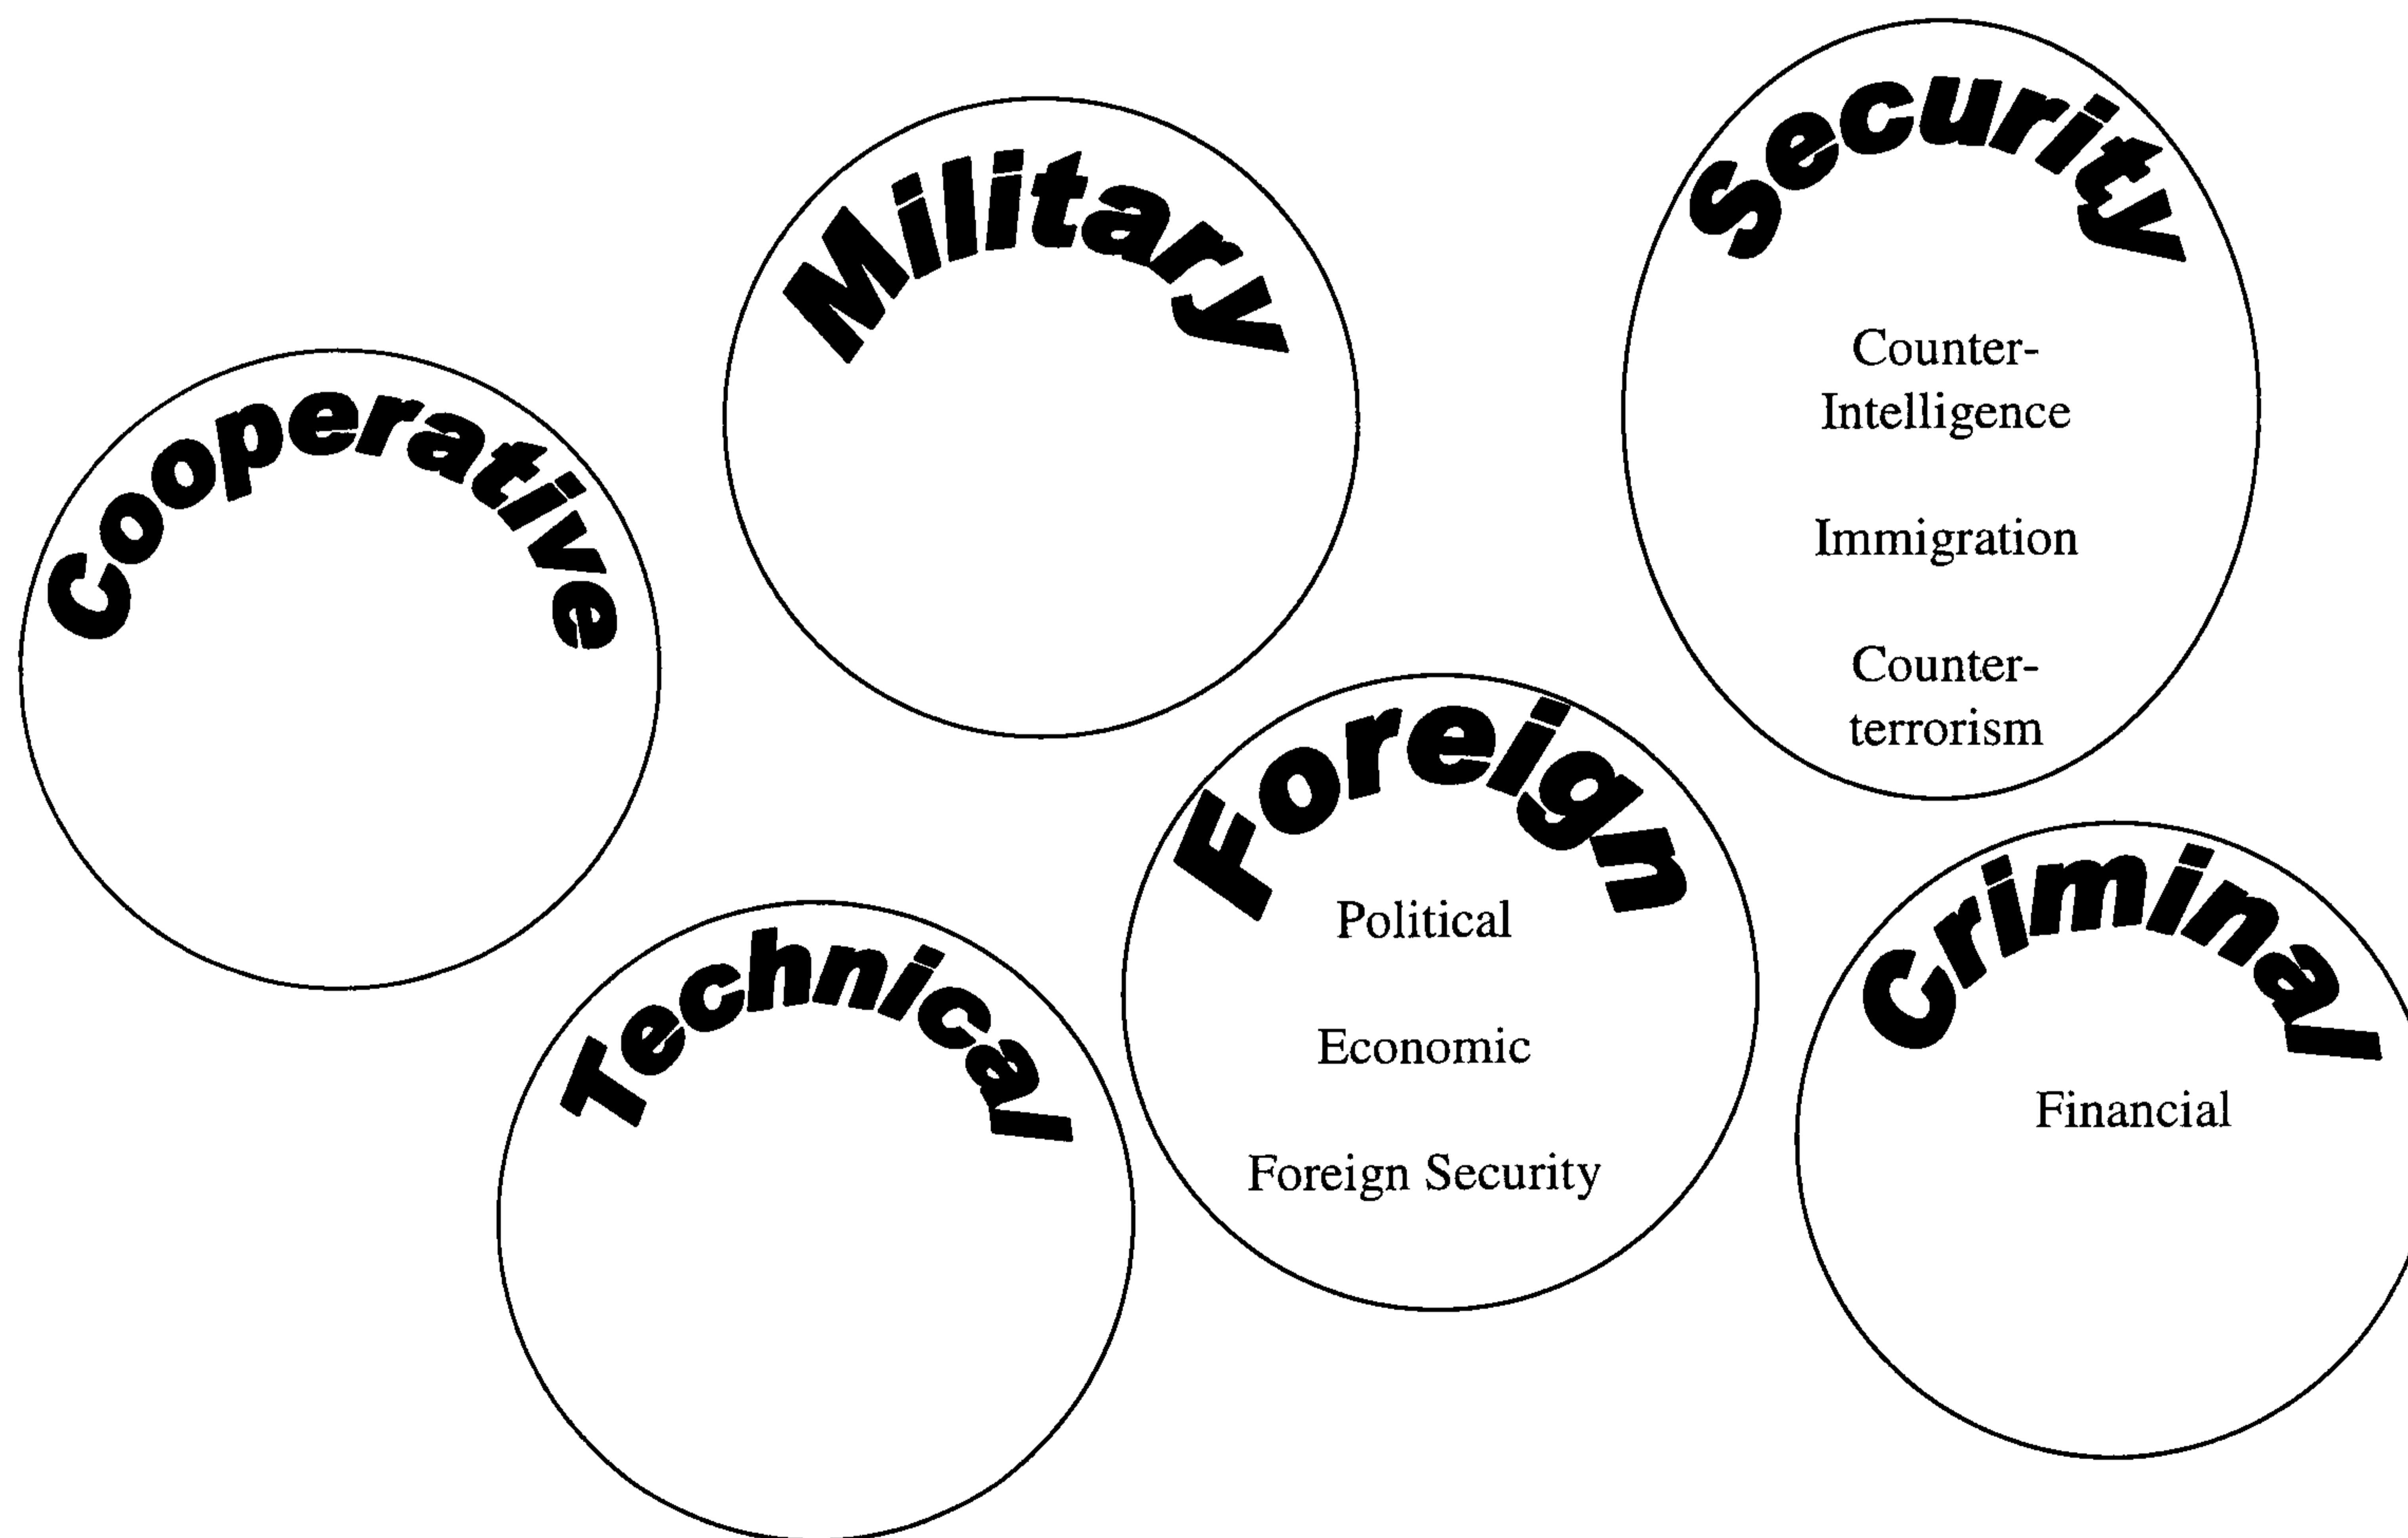 Security
Counter-
Intelligence
Immigration
Counter-
terrorism
Military
Cooperative
Foreign
Political
Economic
Foreign Security
Criminal
Financial
Technical